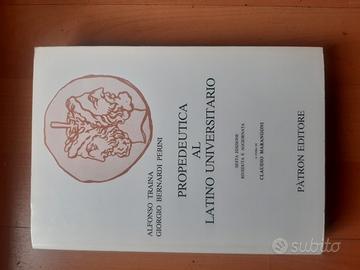 ALFONSO TRAINA
GIORGIO BERNARDI PERINI
PROPEDEUTICA
AL
LATINO UNIVERSITARIO
SESTA EDIZIONE
RIVEDUTA E AGGIORNATA
a cura di
CLAUDIO MARANGONI
PÀTRON EDITORE
subito